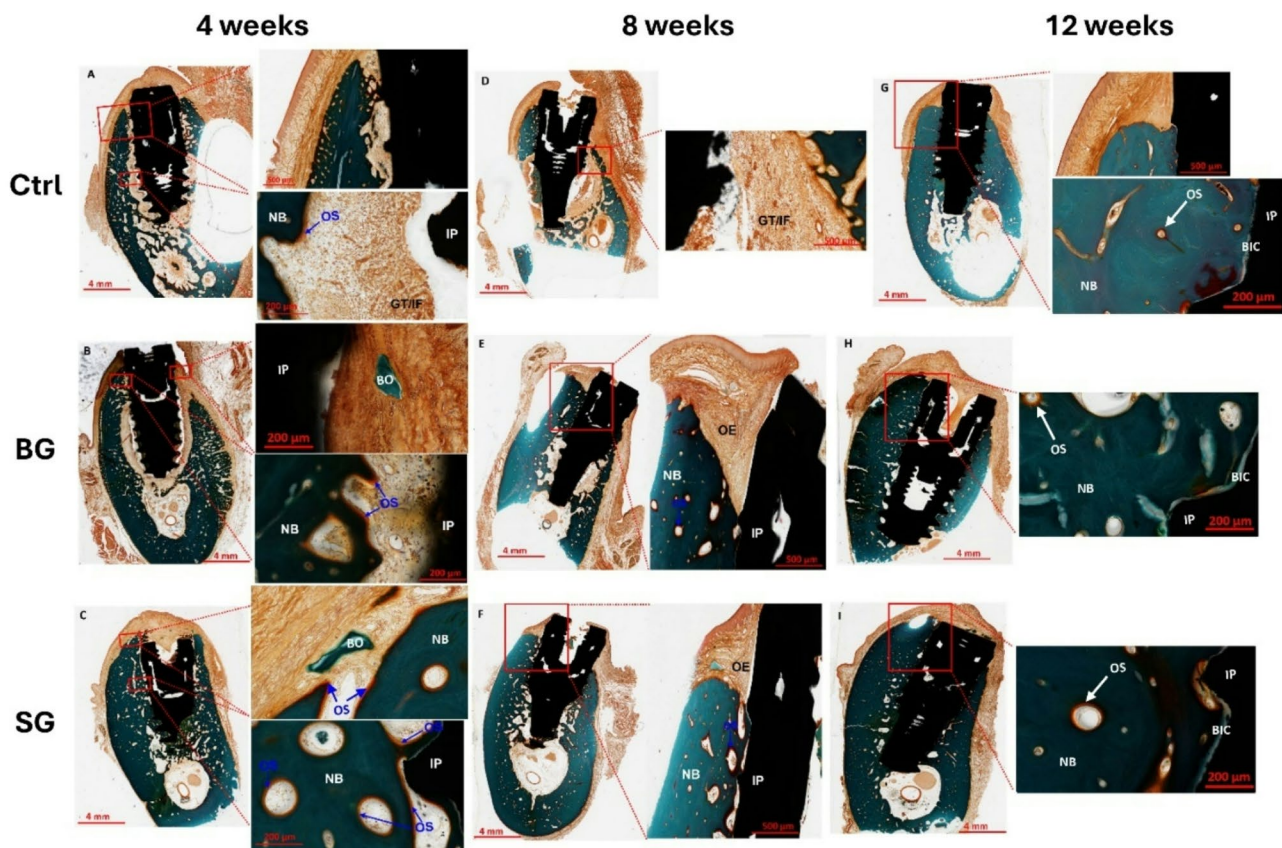 4 weeks
8 weeks
12 weeks
Ctrl
A
4 mm
500 µm
NB
OS
IP
GT/IF
200 µm
D
4 mm
GT/IF
500 µm
G
4 mm
500 µm
OS
IP
BIC
NB
200 µm
BG
B
4 mm
IP
BO
200 µm
OS
NB
IP
200 µm
E
4 mm
OE
NB
IP
500 µm
H
4 mm
OS
NB
BIC
IP
200 µm
SG
C
4 mm
BO
NB
OS
OS
OS
NB
IP
OS
200 µm
F
4 mm
OE
NB
IP
500 µm
I
4 mm
OS
IP
BIC
NB
200 µm